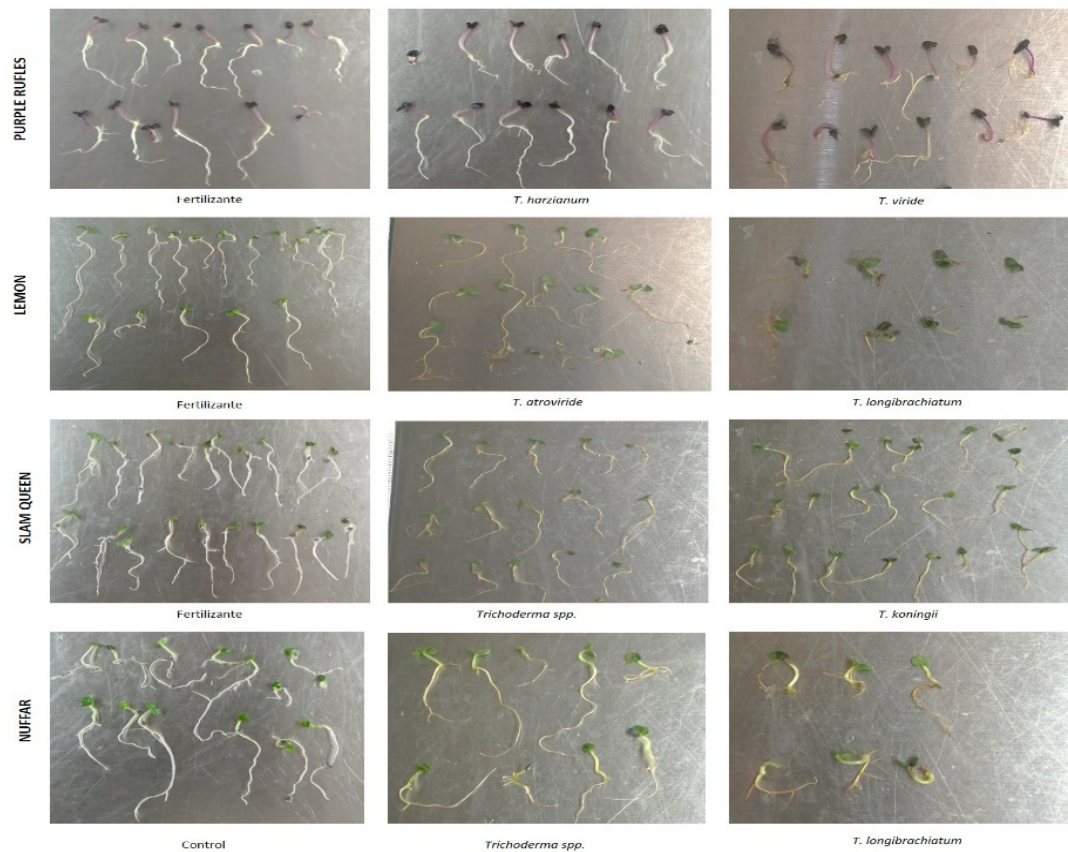 PURPLE RUFLES
Fertilizante
T. harzianum
T. viride
LEMON
Fertilizante
T. atroviride
T. longibrachiatum
SLAM QUEEN
Fertilizante
Trichoderma spp.
T. koningii
NUFFAR
Control
Trichoderma spp.
T. longibrachiatum